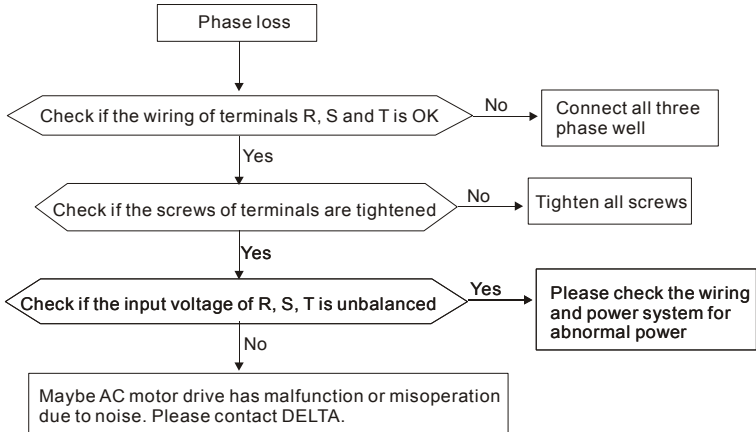 Phase loss
Check if the wiring of terminals R, S and T is OK
No
Connect all three
phase well
Yes
Check if the screws of terminals are tightened
No
Tighten all screws
Yes
Check if the input voltage of R, S, T is unbalanced
Yes
Please check the wiring
and power system for
abnormal power
No
Maybe AC motor drive has malfunction or misoperation
due to noise. Please contact DELTA.